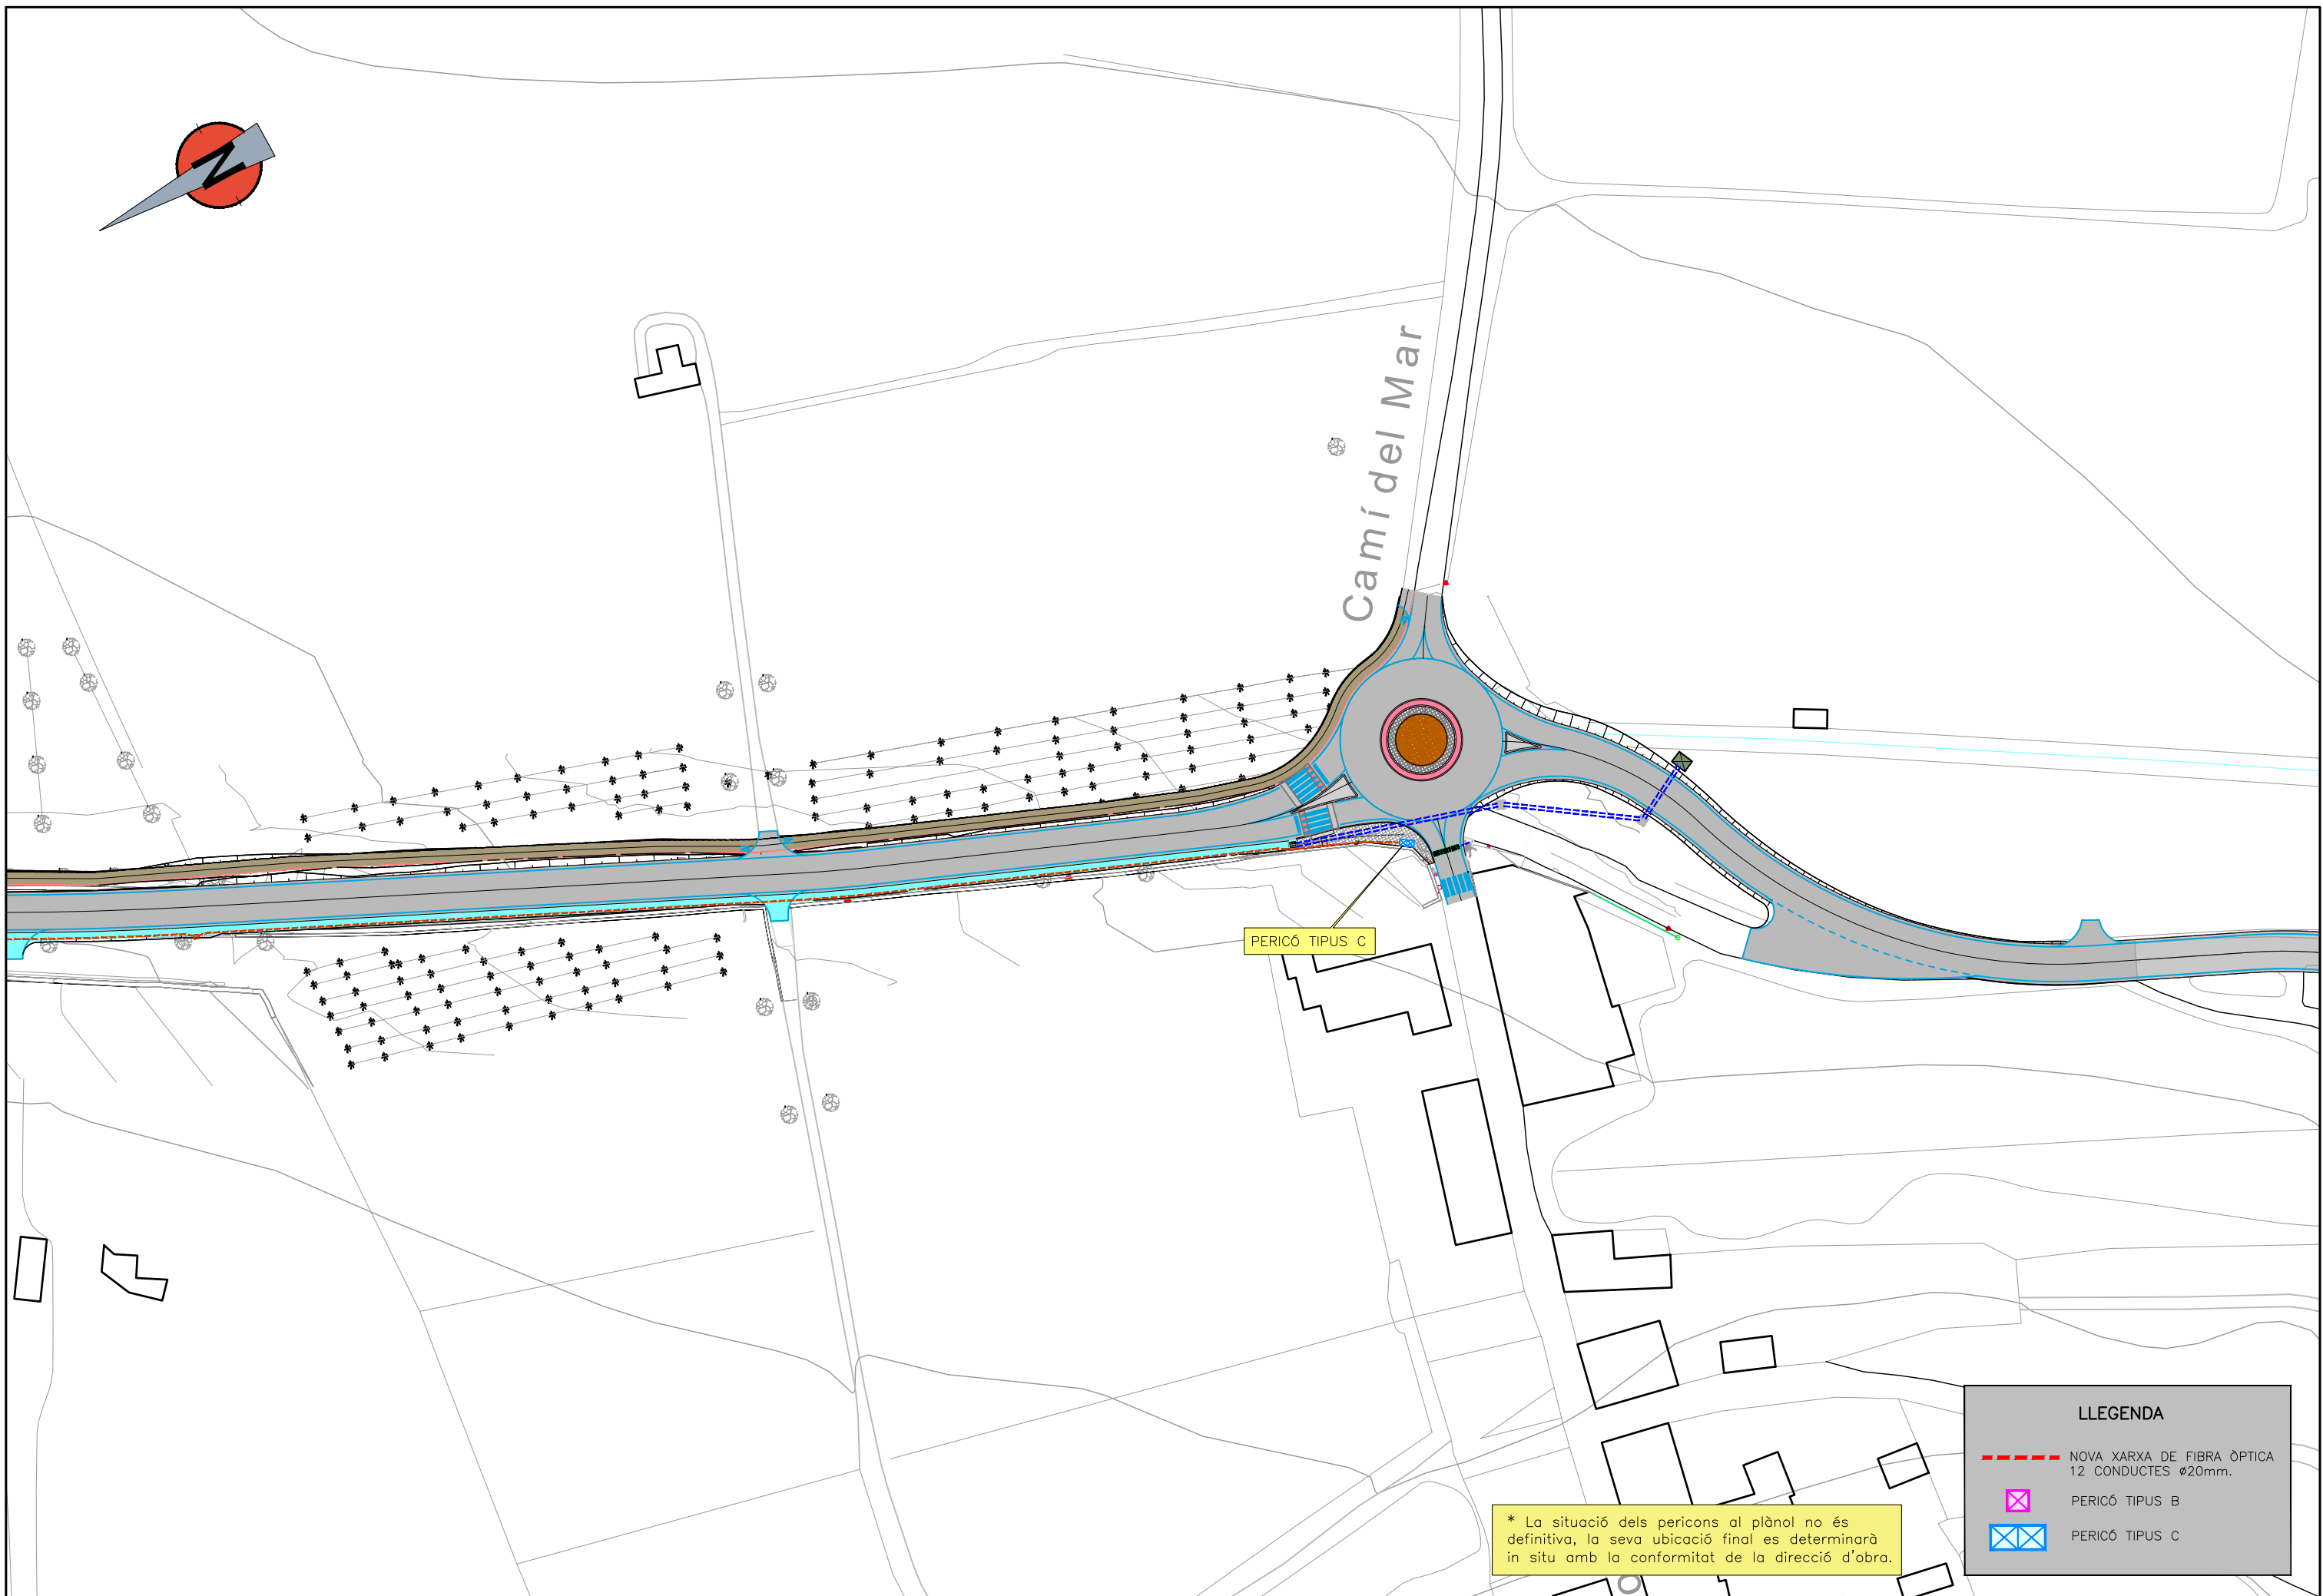 N
Camí del Mar
PERICÓ TIPUS C
LLEGENDA
NOVA XARXA DE FIBRA ÒPTICA
12 CONDUCTES ø20mm.
PERICÓ TIPUS B
PERICÓ TIPUS C
* La situació dels pericons al plànol no és
definitiva, la seva ubicació final es determinarà
in situ amb la conformitat de la direcció d'obra.